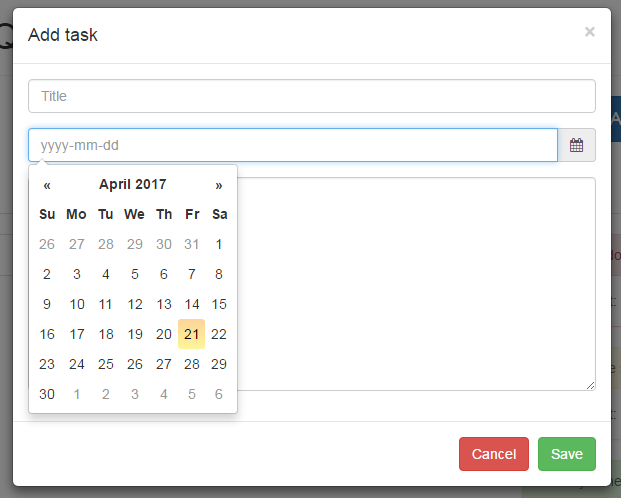 Add task ×
Title
yyyy-mm-dd
« April 2017 »
Su Mo Tu We Th Fr Sa
26 27 28 29 30 31 1
2 3 4 5 6 7 8
9 10 11 12 13 14 15
16 17 18 19 20 21 22
23 24 25 26 27 28 29
30 1 2 3 4 5 6
Cancel Save